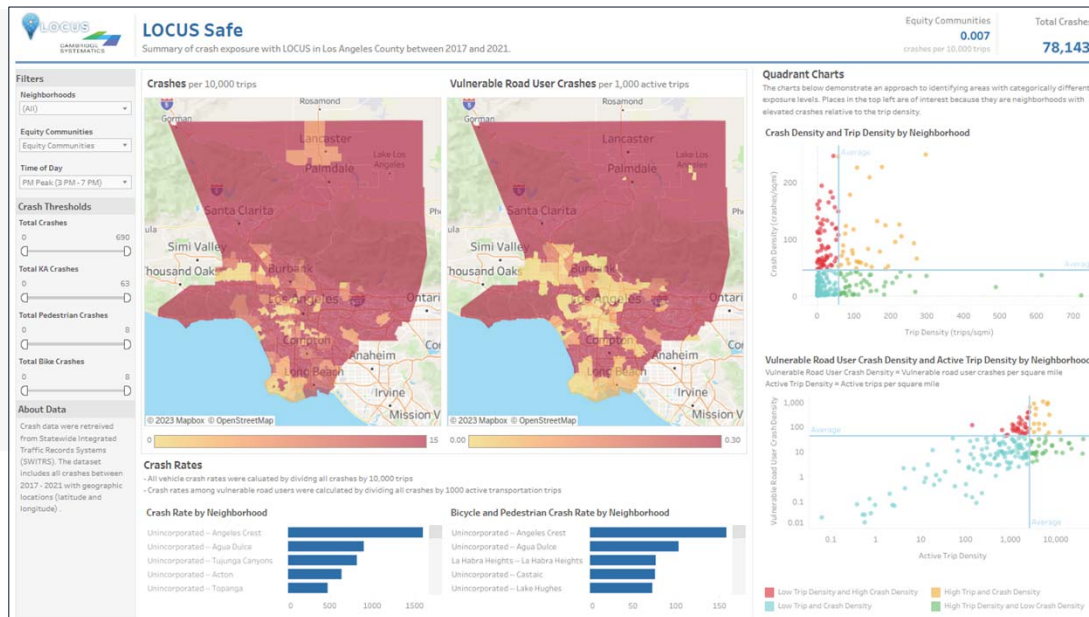 LOCUS
CAMBRIDGE
SYSTEMATICS
LOCUS Safe
Summary of crash exposure with LOCUS in Los Angeles County between 2017 and 2021.
Equity Communities
0.007
crashes per 10,000 trips
Total Crashes
78,143
Filters
Neighborhoods
(All)
Equity Communities
Equity Communities
Time of Day
PM Peak (3 PM - 7 PM)
Crash Thresholds
Total Crashes
0 690
Total KA Crashes
0 63
Total Pedestrian Crashes
0 8
Total Bike Crashes
0 8
About Data
Crash data were retreived
from Statewide Integrated
Traffic Records Systems
(SWITRS). The dataset
includes all crashes between
2017 - 2021 with geographic
locations (latitude and
longitude) .
Crashes per 10,000 trips
Rosamond
Gorman
Lancaster
Lake Los
Angeles
Palmdale
5
Santa Clarita
Simi Valley
Thousand Oaks
Burbank
Los Angeles
Ontari
Compton
Anaheim
Long Beach
Irvine
Mission V
© 2023 Mapbox © OpenStreetMap
0 15
Vulnerable Road User Crashes per 1,000 active trips
Rosamond
Gorman
Lancaster
Lake Los
Angeles
Palmdale
5
Santa Clarita
Simi Valley
Thousand Oaks
Burbank
Los Angeles
Ontari
Compton
Anaheim
Long Beach
Irvine
Mission V
© 2023 Mapbox © OpenStreetMap
0.00 0.30
Crash Rates
- All vehicle crash rates were caluated by dividng all crashes by 10,000 trips
- Crash rates among vulnerable road users were calculated by dividing all crashes by 1000 active transportation trips
Crash Rate by Neighborhood
Unincorporated -- Angeles Crest
Unincorporated -- Agua Dulce
Unincorporated -- Tujunga Canyons
Unincorporated -- Acton
Unincorporated -- Topanga
0 500 1000 1500
Bicycle and Pedestrian Crash Rate by Neighborhood
Unincorporated -- Angeles Crest
Unincorporated -- Agua Dulce
La Habra Heights -- La Habra Heights
Unincorporated -- Castaic
Unincorporated -- Lake Hughes
0 50 100 150
Quadrant Charts
The charts below demonstrate an approach to identifying areas with categorically different
exposure levels. Places in the top left are of interest because they are neighborhoods with
elevated crashes relative to the trip density.
Crash Density and Trip Density by Neighborhood
Average
Crash Density (crashes/sqmi)
200
100
0
Average
0 100 200 300 400 500 600 700
Trip Density (trips/sqmi)
Vulnerable Road User Crash Density and Active Trip Density by Neighborhood
Vulnerable Road User Crash Density = Vulnerable road user crashes per square mile
Active Trip Density = Active trips per square mile
Vulnerable Road User Crash Density
1,000
100
Average
10
1
0.1
0.01
Average
0.1 1 10 100 1,000 10,000
Active Trip Density
Low Trip Density and High Crash Density
High Trip and Crash Density
Low Trip and Crash Density
High Trip Density and Low Crash Density